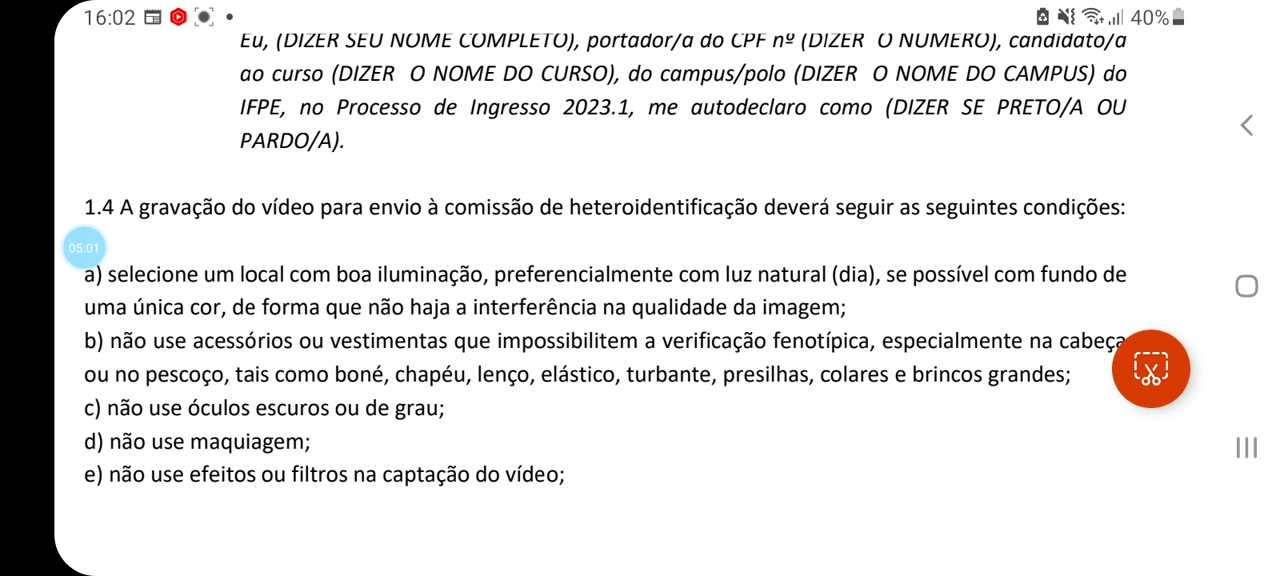 16:02
40%
Eu, (DIZER SEU NOME COMPLETO), portador/a do CPF nº (DIZER O NÚMERO), candidato/a
ao curso (DIZER O NOME DO CURSO), do campus/polo (DIZER O NOME DO CAMPUS) do
IFPE, no Processo de Ingresso 2023.1, me autodeclaro como (DIZER SE PRETO/A OU
PARDO/A).
1.4 A gravação do vídeo para envio à comissão de heteroidentificação deverá seguir as seguintes condições:
05:01
a) selecione um local com boa iluminação, preferencialmente com luz natural (dia), se possível com fundo de
uma única cor, de forma que não haja a interferência na qualidade da imagem;
b) não use acessórios ou vestimentas que impossibilitem a verificação fenotípica, especialmente na cabeça
ou no pescoço, tais como boné, chapéu, lenço, elástico, turbante, presilhas, colares e brincos grandes;
c) não use óculos escuros ou de grau;
d) não use maquiagem;
e) não use efeitos ou filtros na captação do vídeo;